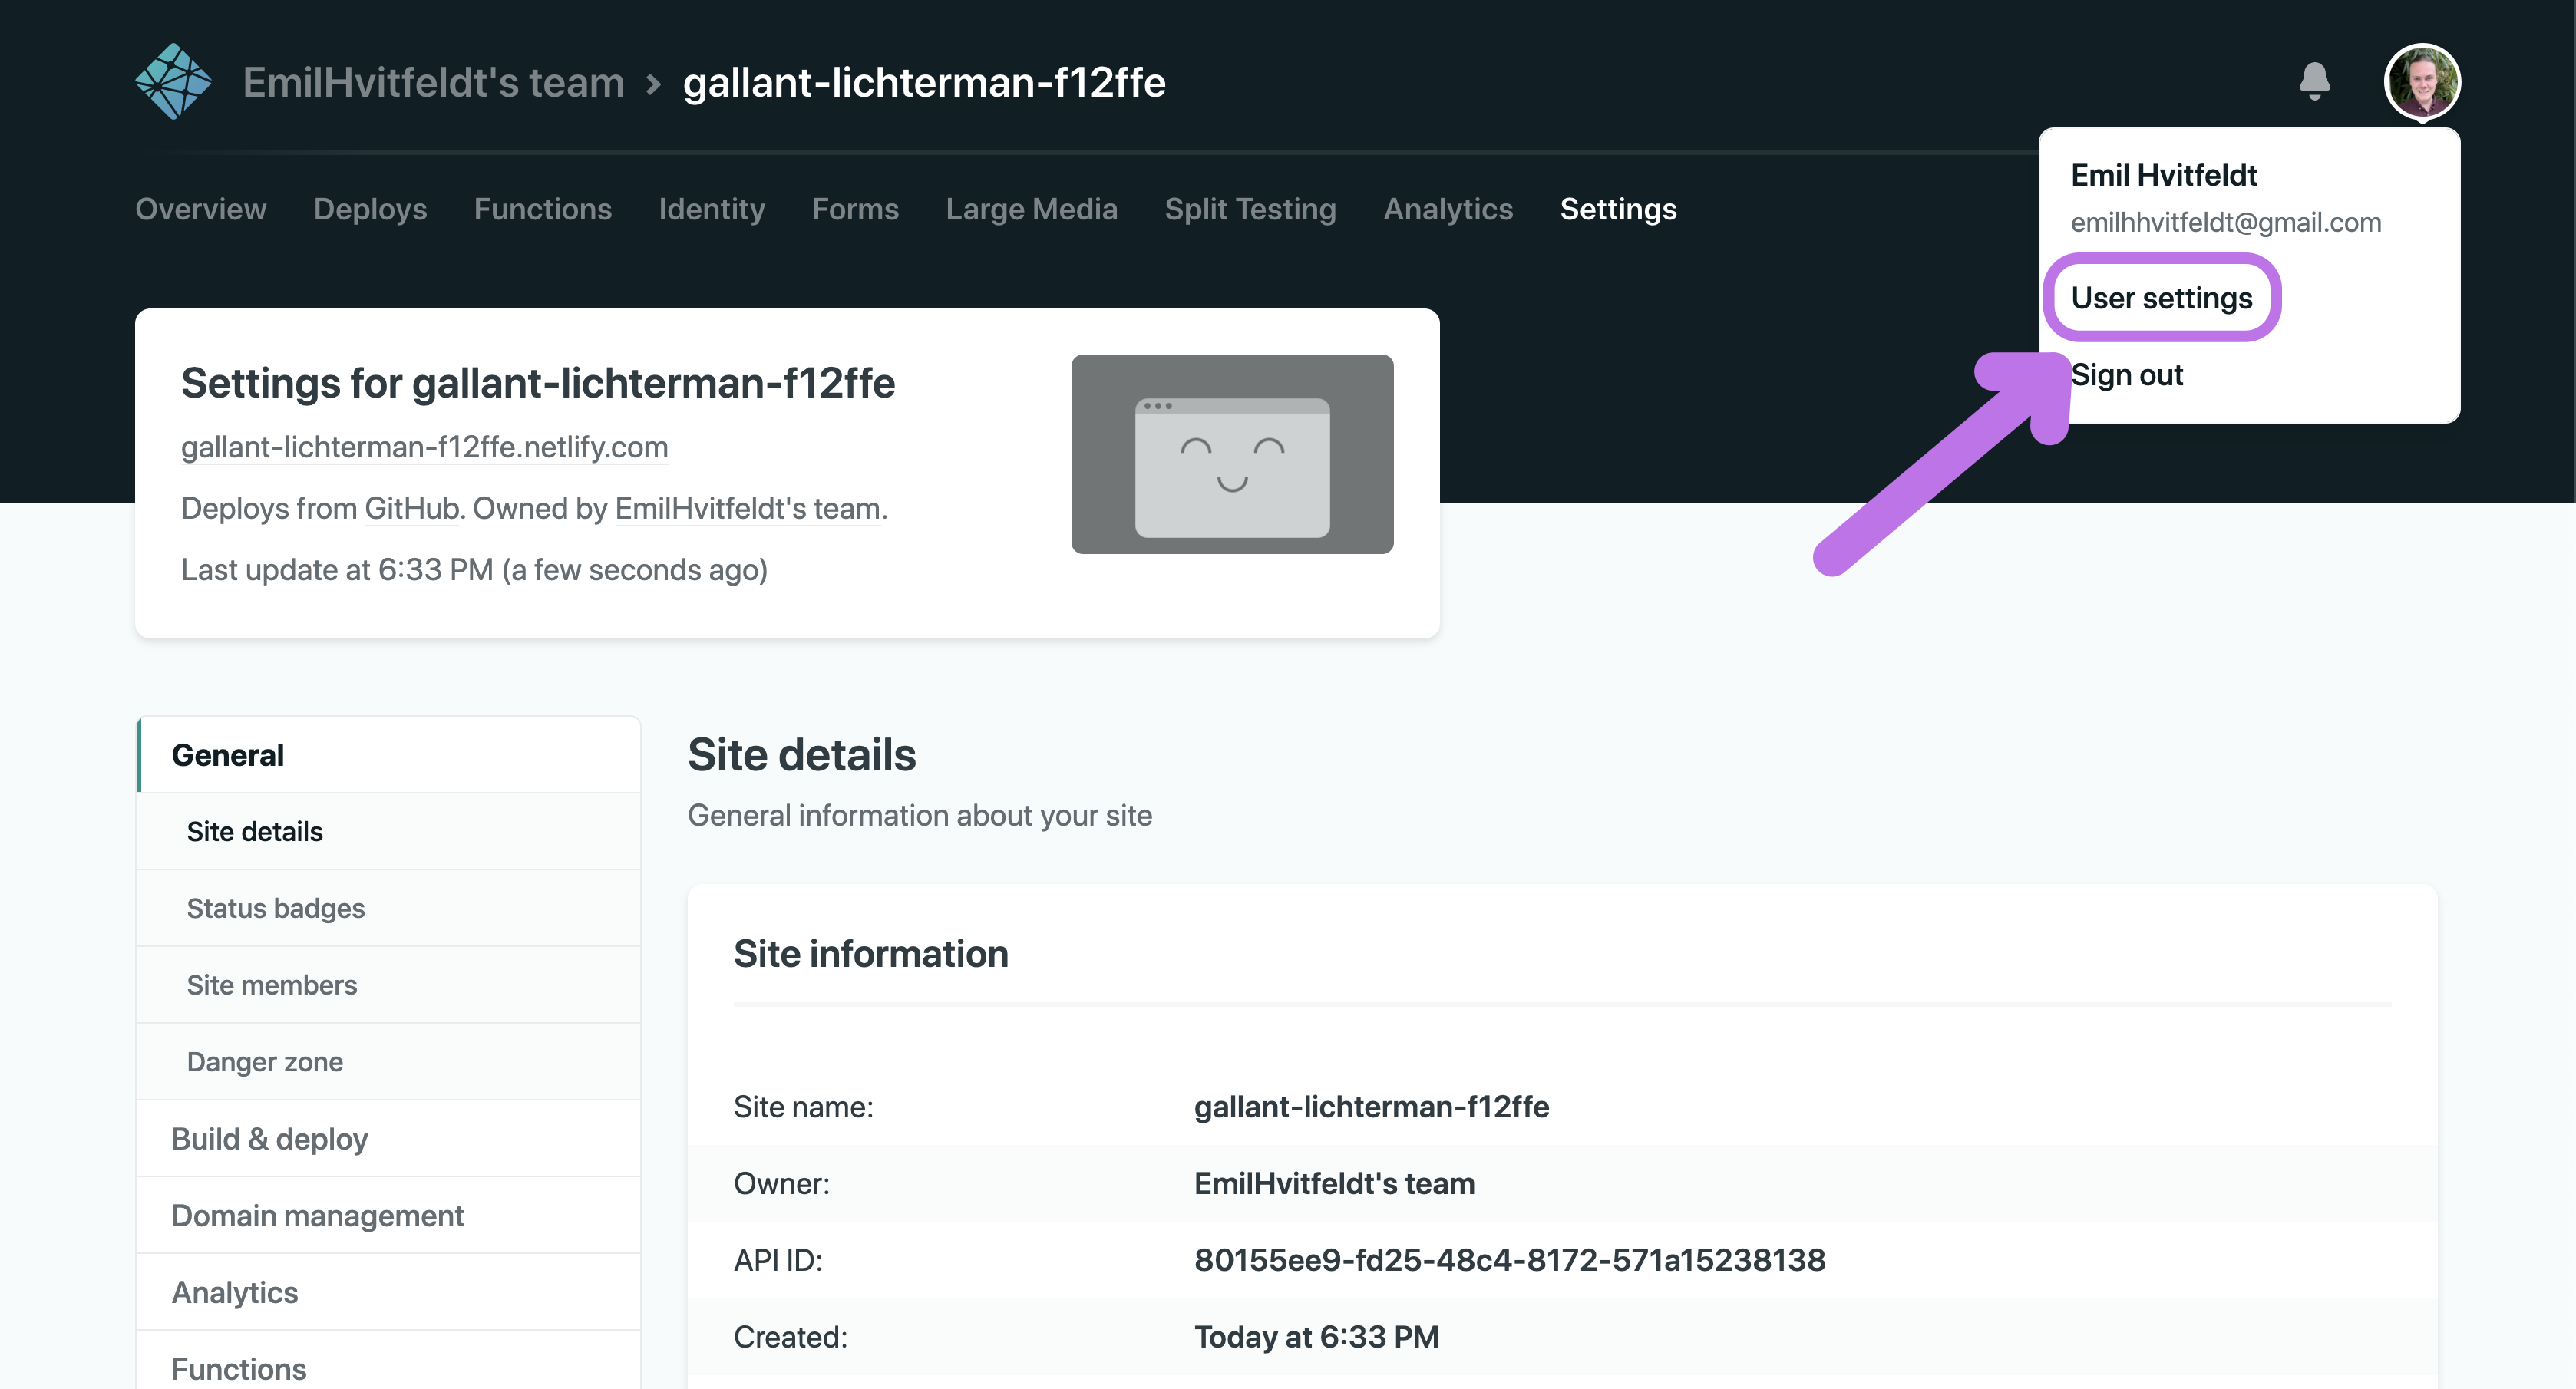 EmilHvitfeldt's team > gallant-lichterman-f12ffe
Overview Deploys Functions Identity Forms Large Media Split Testing Analytics Settings
Emil Hvitfeldt
emilhhvitfeldt@gmail.com
User settings
Sign out
Settings for gallant-lichterman-f12ffe
gallant-lichterman-f12ffe.netlify.com
Deploys from GitHub. Owned by EmilHvitfeldt's team.
Last update at 6:33 PM (a few seconds ago)
General
Site details
Status badges
Site members
Danger zone
Build & deploy
Domain management
Analytics
Functions
Site details
General information about your site
Site information
Site name: gallant-lichterman-f12ffe
Owner: EmilHvitfeldt's team
API ID: 80155ee9-fd25-48c4-8172-571a15238138
Created: Today at 6:33 PM